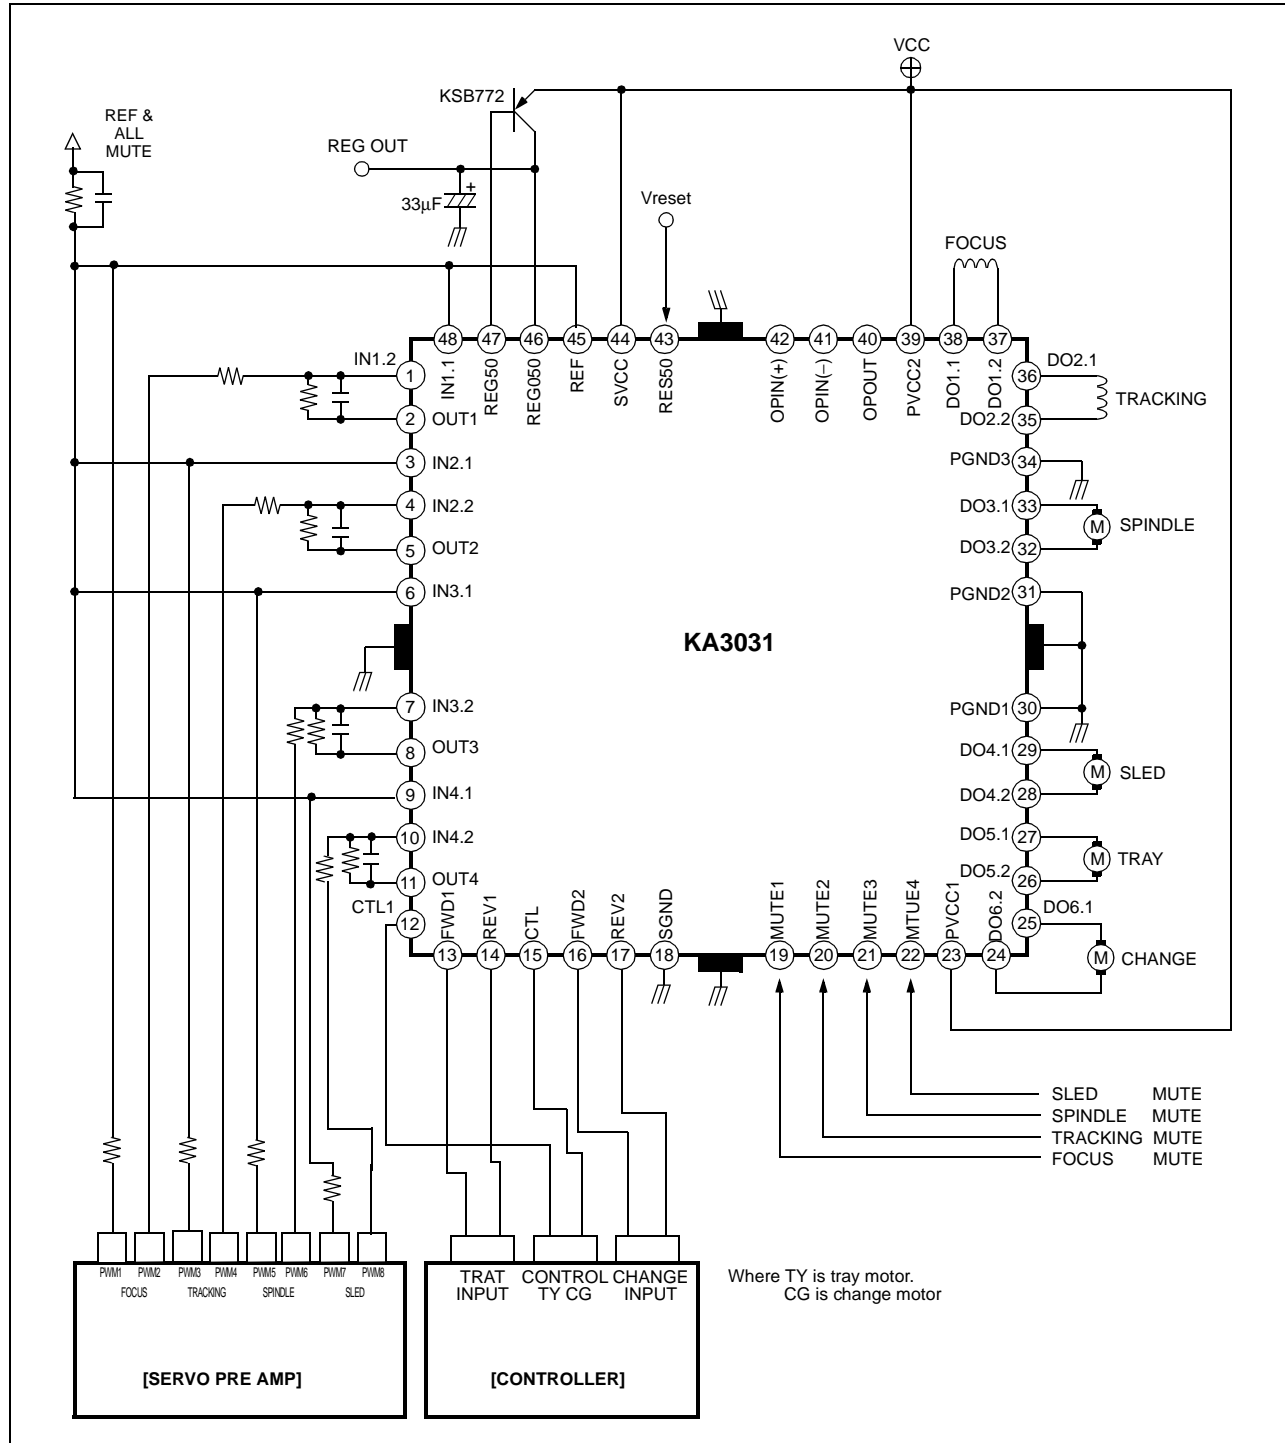 VCC
KSB772
REF &
ALL
MUTE
REG OUT
33μF
+
Vreset
FOCUS
48
47
46
45
44
43
42
41
40
39
38
37
IN1.1
REG50
REG050
REF
SVCC
RES50
OPIN(+)
OPIN(−)
OPOUT
PVCC2
DO1.1
DO1.2
IN1.2
1
2
OUT1
3
IN2.1
4
IN2.2
5
OUT2
6
IN3.1
7
IN3.2
8
OUT3
9
IN4.1
10
IN4.2
11
OUT4
CTL1
12
KA3031
DO2.1
36
TRACKING
DO2.2
35
PGND3
34
DO3.1
33
M
SPINDLE
DO3.2
32
PGND2
31
PGND1
30
DO4.1
29
M
SLED
DO4.2
28
DO5.1
27
M
TRAY
DO5.2
26
DO6.1
25
M
CHANGE
FWD1
REV1
CTL
FWD2
REV2
SGND
MUTE1
MUTE2
MUTE3
MTUE4
PVCC1
DO6.2
13
14
15
16
17
18
19
20
21
22
23
24
SLED MUTE
SPINDLE MUTE
TRACKING MUTE
FOCUS MUTE
PWM1 PWM2 PWM3 PWM4 PWM5 PWM6 PWM7 PWM8
FOCUS TRACKING SPINDLE SLED
[SERVO PRE AMP]
TRAT INPUT
CONTROL TY CG
CHANGE INPUT
[CONTROLLER]
Where TY is tray motor.
CG is change motor